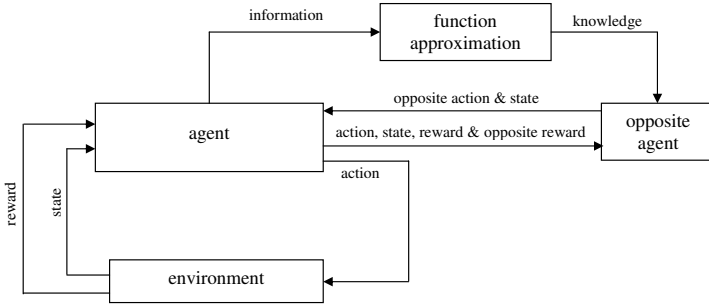 information
function
approximation
knowledge
opposite action & state
agent
action, state, reward & opposite reward
opposite
agent
action
reward
state
environment